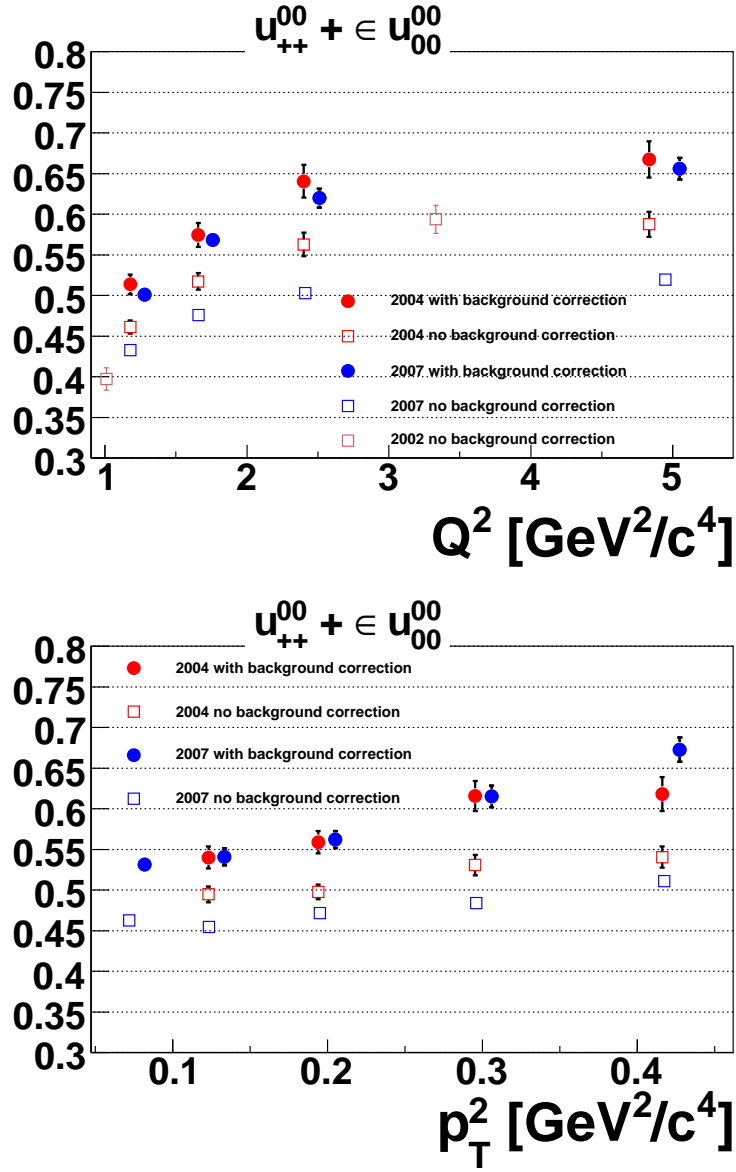 u₊₊⁰⁰ + ∈ u₀₀⁰⁰
0.8
0.75
0.7
0.65
0.6
0.55
0.5
0.45
0.4
0.35
0.3
2004 with background correction
2004 no background correction
2007 with background correction
2007 no background correction
2002 no background correction
1 2 3 4 5
Q² [GeV²/c⁴]
u₊₊⁰⁰ + ∈ u₀₀⁰⁰
0.8
0.75
0.7
0.65
0.6
0.55
0.5
0.45
0.4
0.35
0.3
2004 with background correction
2004 no background correction
2007 with background correction
2007 no background correction
0.1 0.2 0.3 0.4
p_T² [GeV²/c⁴]